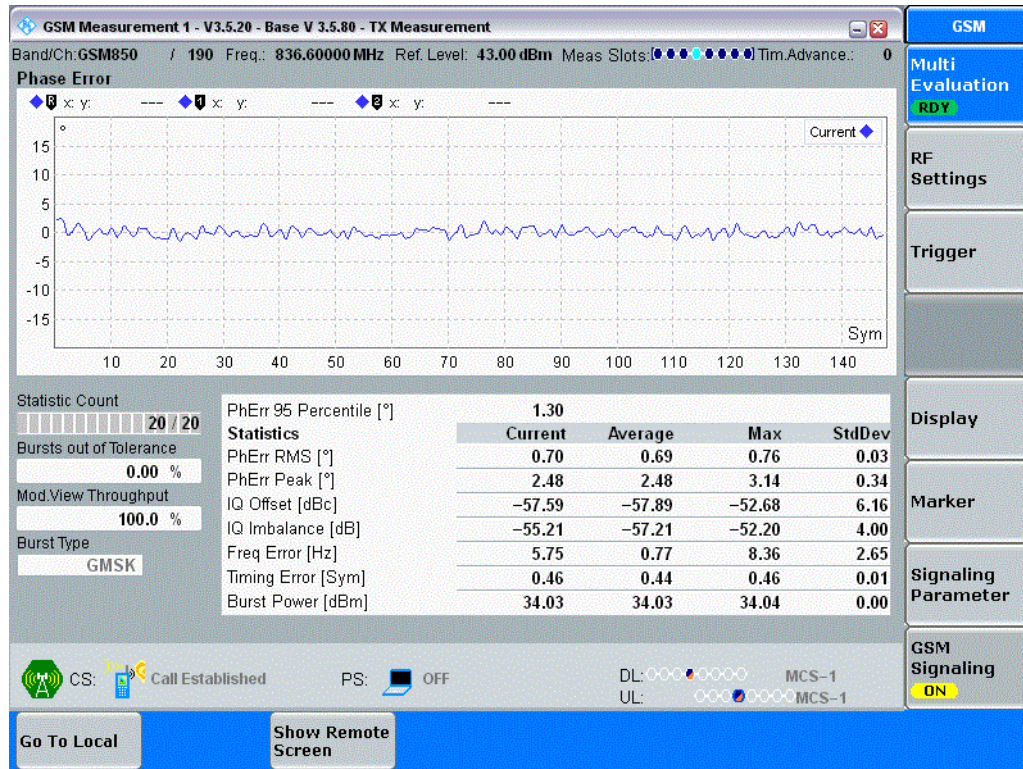 GSM Measurement 1 - V3.5.20 - Base V 3.5.80 - TX Measurement
Band/Ch:GSM850 / 190 Freq.: 836.60000 MHz Ref. Level: 43.00 dBm Meas Slots: Tim.Advance.: 0
Phase Error
R x: y: --- 1 x: y: --- 2 x: y: ---
°
Current
15
10
5
0
-5
-10
-15
Sym
10 20 30 40 50 60 70 80 90 100 110 120 130 140
Statistic Count
20 / 20
Bursts out of Tolerance
0.00 %
Mod.View Throughput
100.0 %
Burst Type
GMSK
PhErr 95 Percentile [°] 1.30
Statistics Current Average Max StdDev
PhErr RMS [°] 0.70 0.69 0.76 0.03
PhErr Peak [°] 2.48 2.48 3.14 0.34
IQ Offset [dBc] −57.59 −57.89 −52.68 6.16
IQ Imbalance [dB] −55.21 −57.21 −52.20 4.00
Freq Error [Hz] 5.75 0.77 8.36 2.65
Timing Error [Sym] 0.46 0.44 0.46 0.01
Burst Power [dBm] 34.03 34.03 34.04 0.00
CS: Call Established PS: OFF
DL: MCS−1
UL: MCS−1
Go To Local
Show Remote
Screen
GSM
Multi
Evaluation
RDY
RF
Settings
Trigger
Display
Marker
Signaling
Parameter
GSM
Signaling
ON